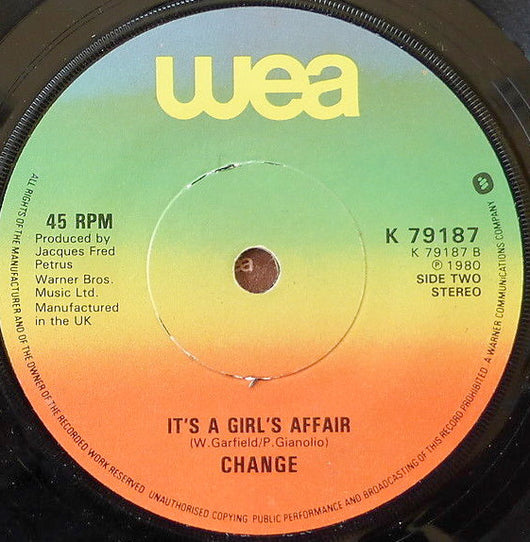 wea
45 RPM
Produced by
Jacques Fred
Petrus
Warner Bros.
Music Ltd.
Manufactured
in the UK
K 79187
K 79187 B
℗ 1980
SIDE TWO
STEREO
IT'S A GIRL'S AFFAIR
(W. Garfield/P. Gianolio)
CHANGE
ALL RIGHTS OF THE MANUFACTURER AND OF THE OWNER OF THE RECORDED WORK RESERVED UNAUTHORISED COPYING PUBLIC PERFORMANCE AND BROADCASTING OF THIS RECORD PROHIBITED A WARNER COMMUNICATIONS COMPANY